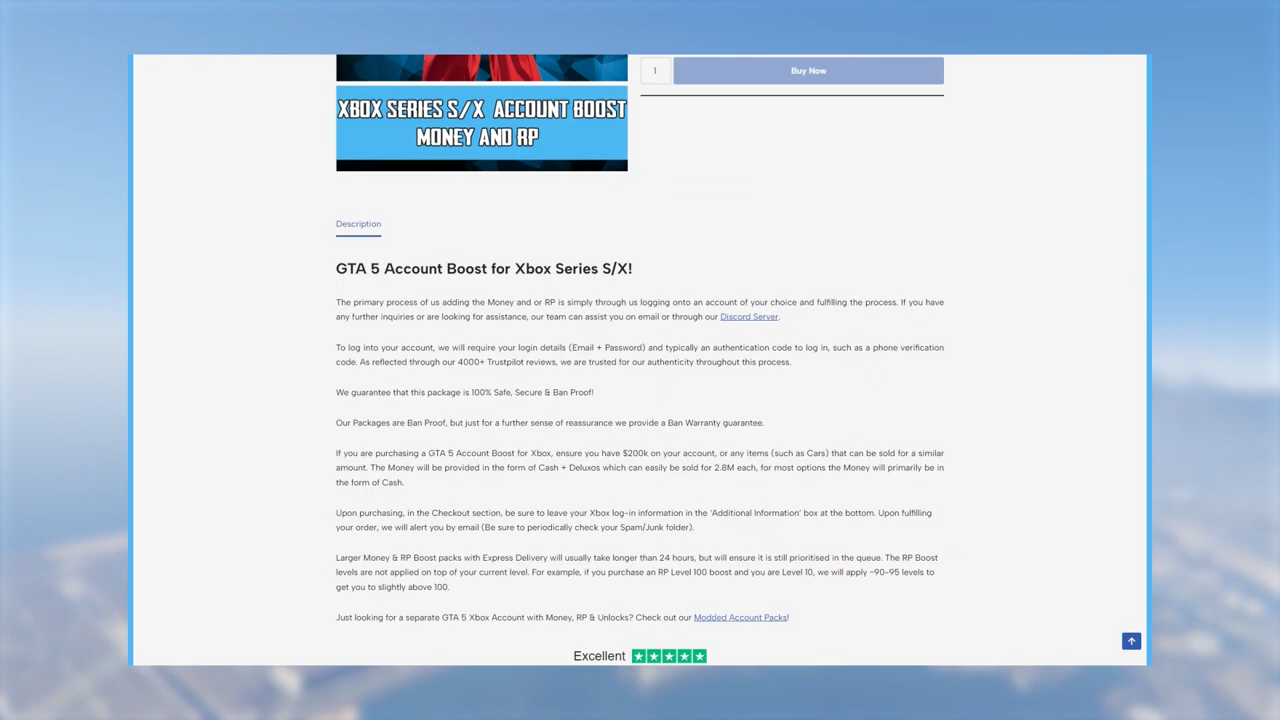 1
Buy Now
XBOX SERIES S/X ACCOUNT BOOST
MONEY AND RP
Description
GTA 5 Account Boost for Xbox Series S/X!
The primary process of us adding the Money and or RP is simply through us logging onto an account of your choice and fulfilling the process. If you have
any further inquiries or are looking for assistance, our team can assist you on email or through our Discord Server.
To log into your account, we will require your login details (Email + Password) and typically an authentication code to log in, such as a phone verification
code. As reflected through our 4000+ Trustpilot reviews, we are trusted for our authenticity throughout this process.
We guarantee that this package is 100% Safe, Secure & Ban Proof!
Our Packages are Ban Proof, but just for a further sense of reassurance we provide a Ban Warranty guarantee.
If you are purchasing a GTA 5 Account Boost for Xbox, ensure you have $200k on your account, or any items (such as Cars) that can be sold for a similar
amount. The Money will be provided in the form of Cash + Deluxos which can easily be sold for 2.8M each, for most options the Money will primarily be in
the form of Cash.
Upon purchasing, in the Checkout section, be sure to leave your Xbox log-in information in the 'Additional Information' box at the bottom. Upon fulfilling
your order, we will alert you by email (Be sure to periodically check your Spam/Junk folder).
Larger Money & RP Boost packs with Express Delivery will usually take longer than 24 hours, but will ensure it is still prioritised in the queue. The RP Boost
levels are not applied on top of your current level. For example, if you purchase an RP Level 100 boost and you are Level 10, we will apply ~90-95 levels to
get you to slightly above 100.
Just looking for a separate GTA 5 Xbox Account with Money, RP & Unlocks? Check out our Modded Account Packs!
Excellent